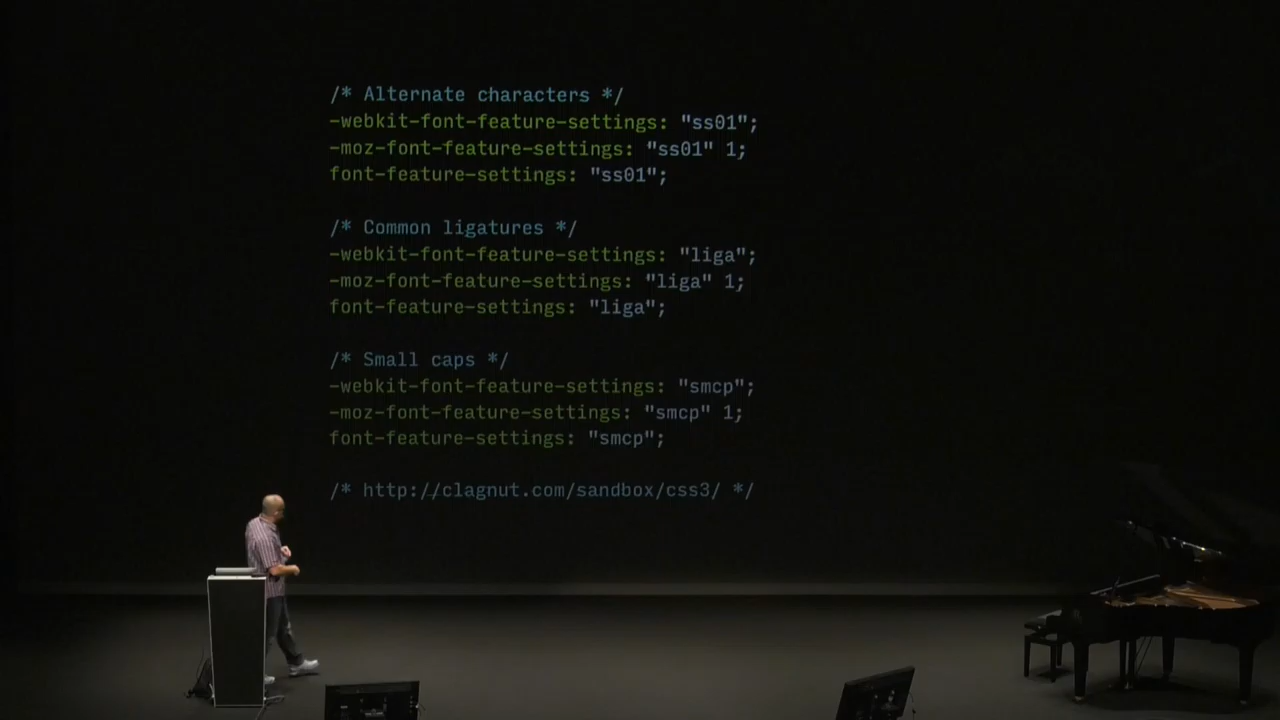 /* Alternate characters */
-webkit-font-feature-settings: "ss01";
-moz-font-feature-settings: "ss01" 1;
font-feature-settings: "ss01";
/* Common ligatures */
-webkit-font-feature-settings: "liga";
-moz-font-feature-settings: "liga" 1;
font-feature-settings: "liga";
/* Small caps */
-webkit-font-feature-settings: "smcp";
-moz-font-feature-settings: "smcp" 1;
font-feature-settings: "smcp";
/* http://clagnut.com/sandbox/css3/ */